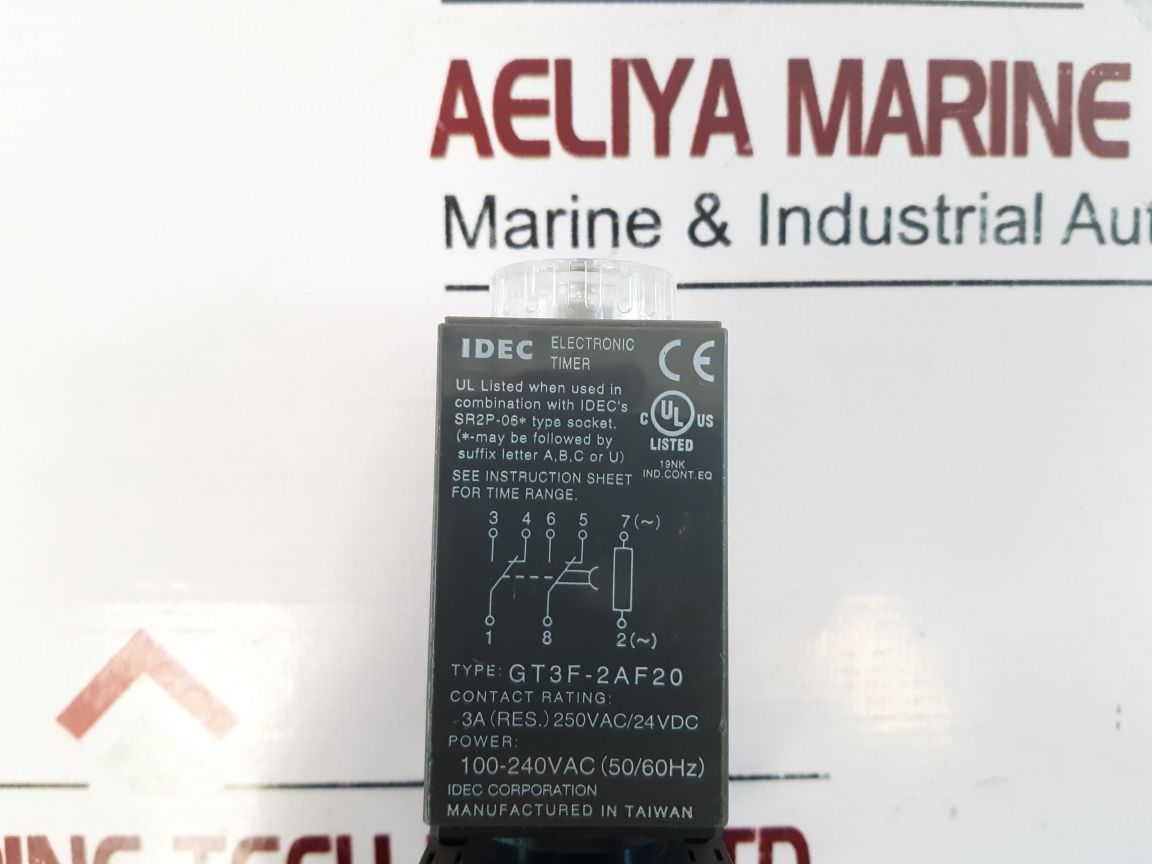 AELIYA MARINE
Marine & Industrial Aut
IDEC ELECTRONIC TIMER
CE
UL Listed when used in
combination with IDEC's
SR2P-06* type socket.
(*-may be followed by
suffix letter A,B,C or U)
C UL US
LISTED
19NK
IND.CONT.EQ
SEE INSTRUCTION SHEET
FOR TIME RANGE.
3 4 6 5 7(~)
1 8 2(~)
TYPE: GT3F-2AF20
CONTACT RATING:
3A(RES.) 250VAC/24VDC
POWER:
100-240VAC (50/60Hz)
IDEC CORPORATION
MANUFACTURED IN TAIWAN